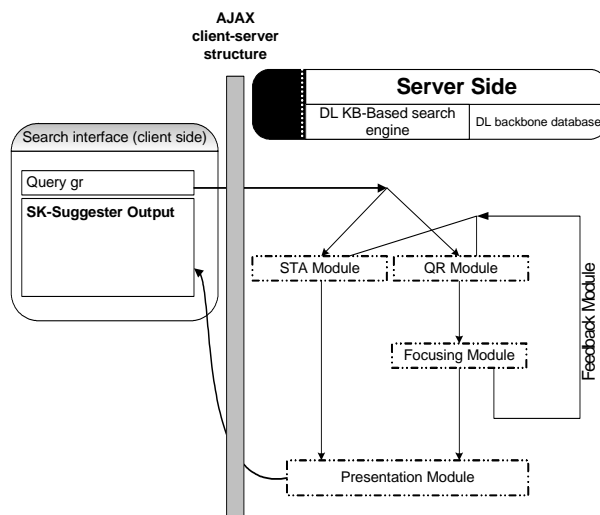 AJAX
client-server
structure
Server Side
DL KB-Based search
engine
DL backbone database
Search interface (client side)
Query gr
SK-Suggester Output
STA Module
QR Module
Focusing Module
Feedback Module
Presentation Module